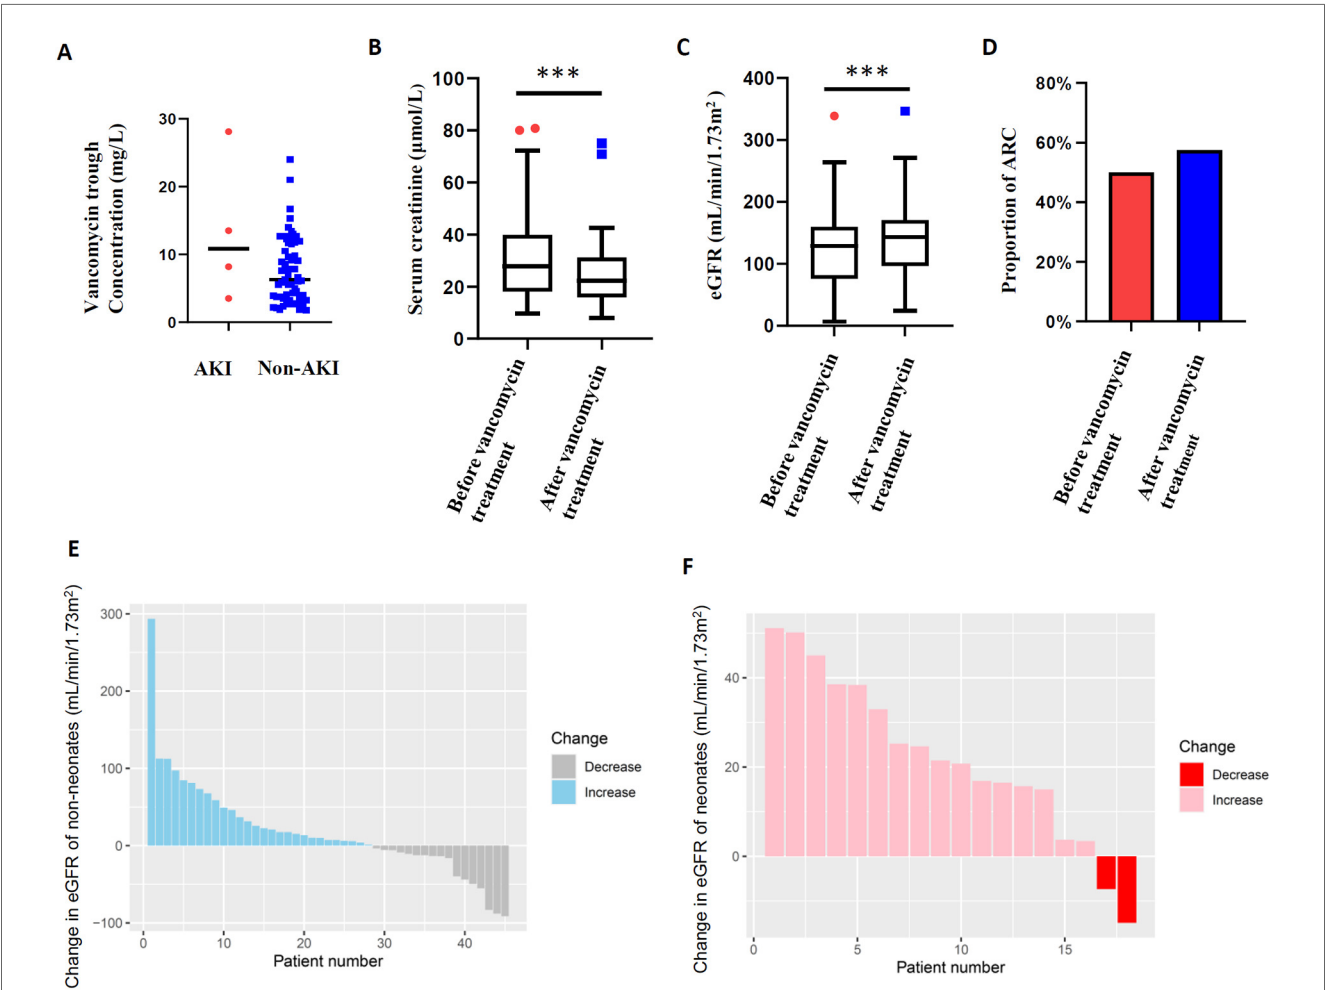 A
Vancomycin trough
Concentration (mg/L)
30
20
10
0
AKI
Non-AKI
B
Serum creatinine (μmol/L)
100
80
60
40
20
0
***
Before vancomycin
treatment
After vancomycin
treatment
C
eGFR (mL/min/1.73m2 )
400
300
200
100
0
***
Before vancomycin
treatment
After vancomycin
treatment
D
Proportion of ARC
80%
60%
40%
20%
0%
Before vancomycin
treatment
After vancomycin
treatment
E
Change in eGFR of non-neonates (mL/min/1.73m2)
300
200
100
0
−100
0
10
20
30
40
Patient number
Change
Decrease
Increase
F
Change in eGFR of neonates (mL/min/1.73m2)
40
20
0
0
5
10
15
Patient number
Change
Decrease
Increase